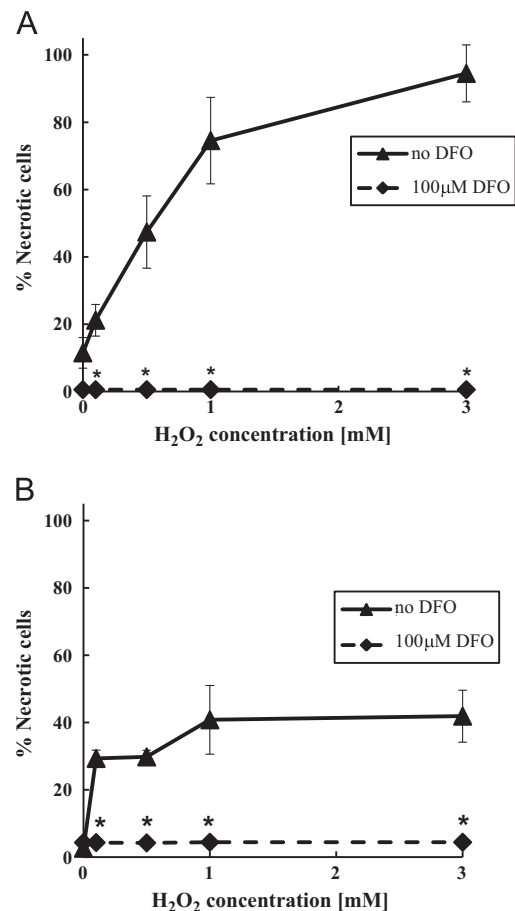 A
100
80
60
40
20
0
% Necrotic cells
no DFO
100μM DFO
* * * *
0 1 2 3
H₂O₂ concentration [mM]
B
100
80
60
40
20
0
% Necrotic cells
no DFO
100μM DFO
* * * *
0 1 2 3
H₂O₂ concentration [mM]